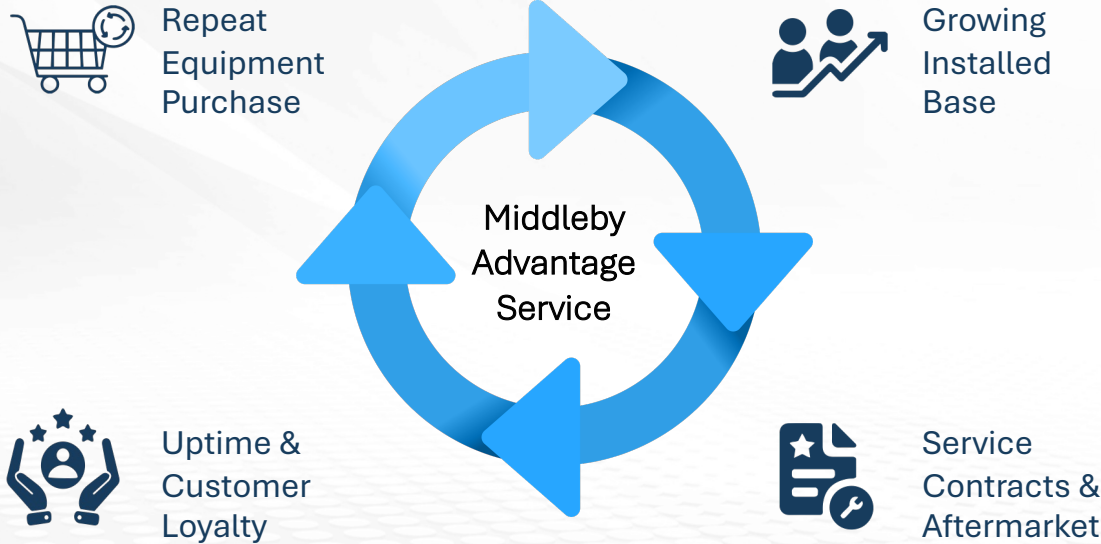 Repeat
Equipment
Purchase
Growing
Installed
Base
Middleby
Advantage
Service
Uptime &
Customer
Loyalty
Service
Contracts &
Aftermarket